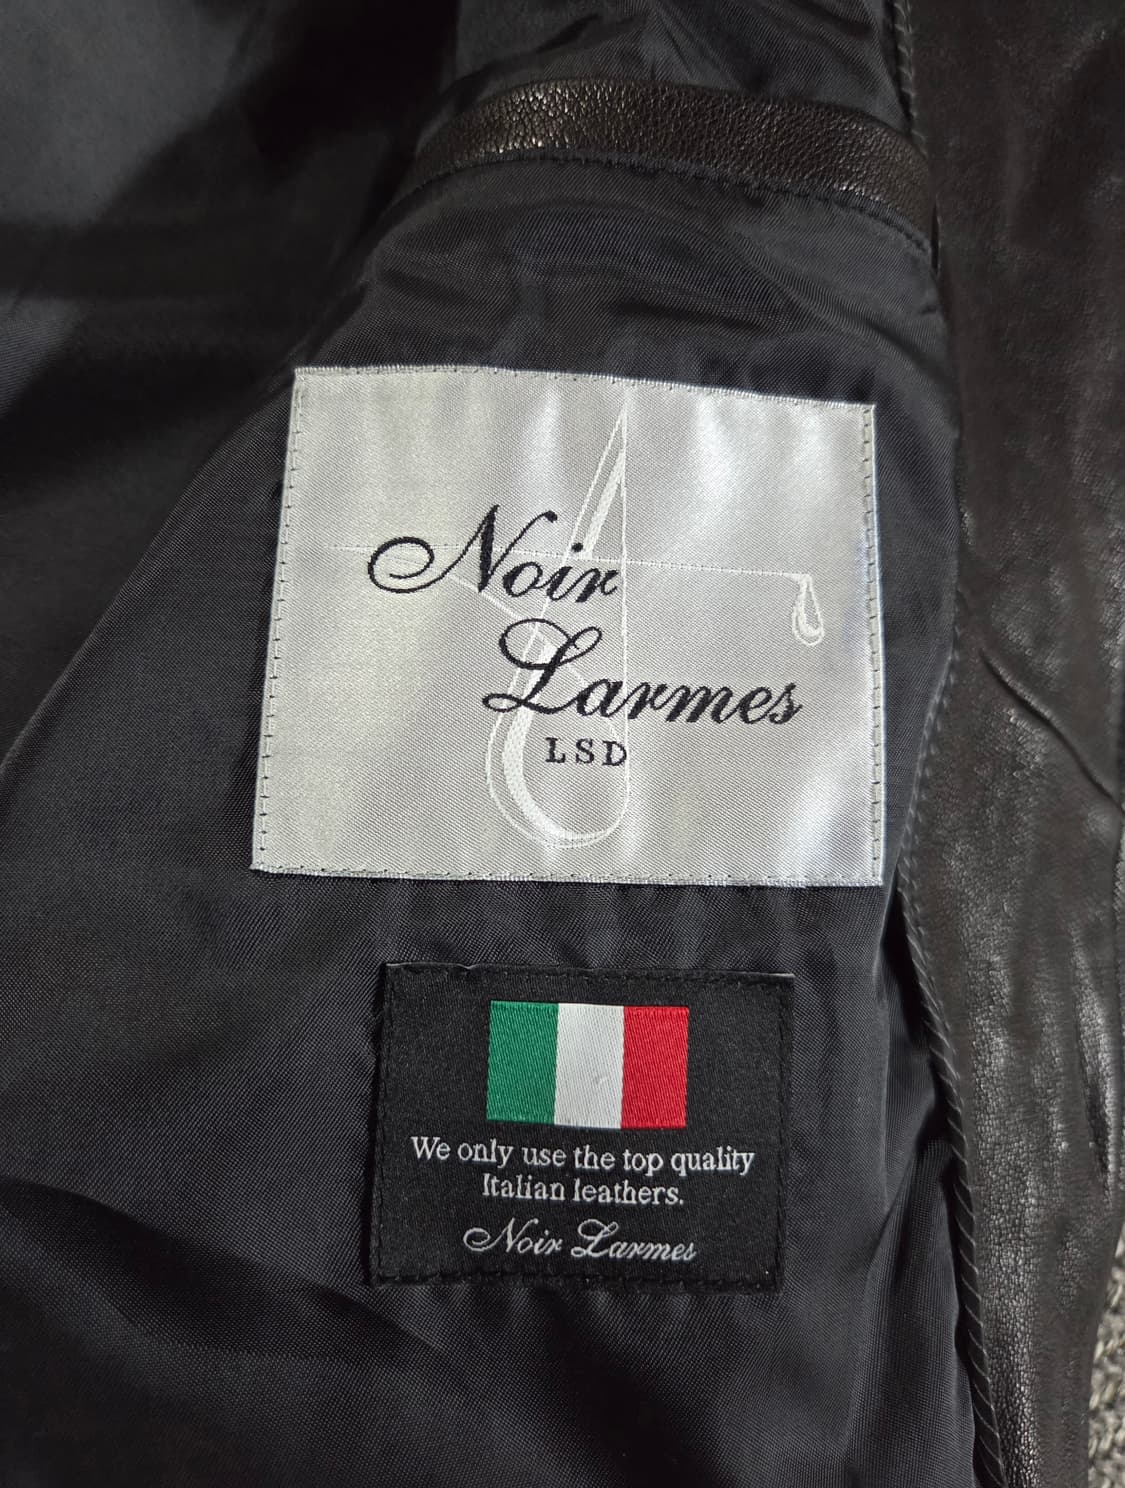 Noir
Larmes
LSD
We only use the top quality
Italian leathers.
Noir Larmes